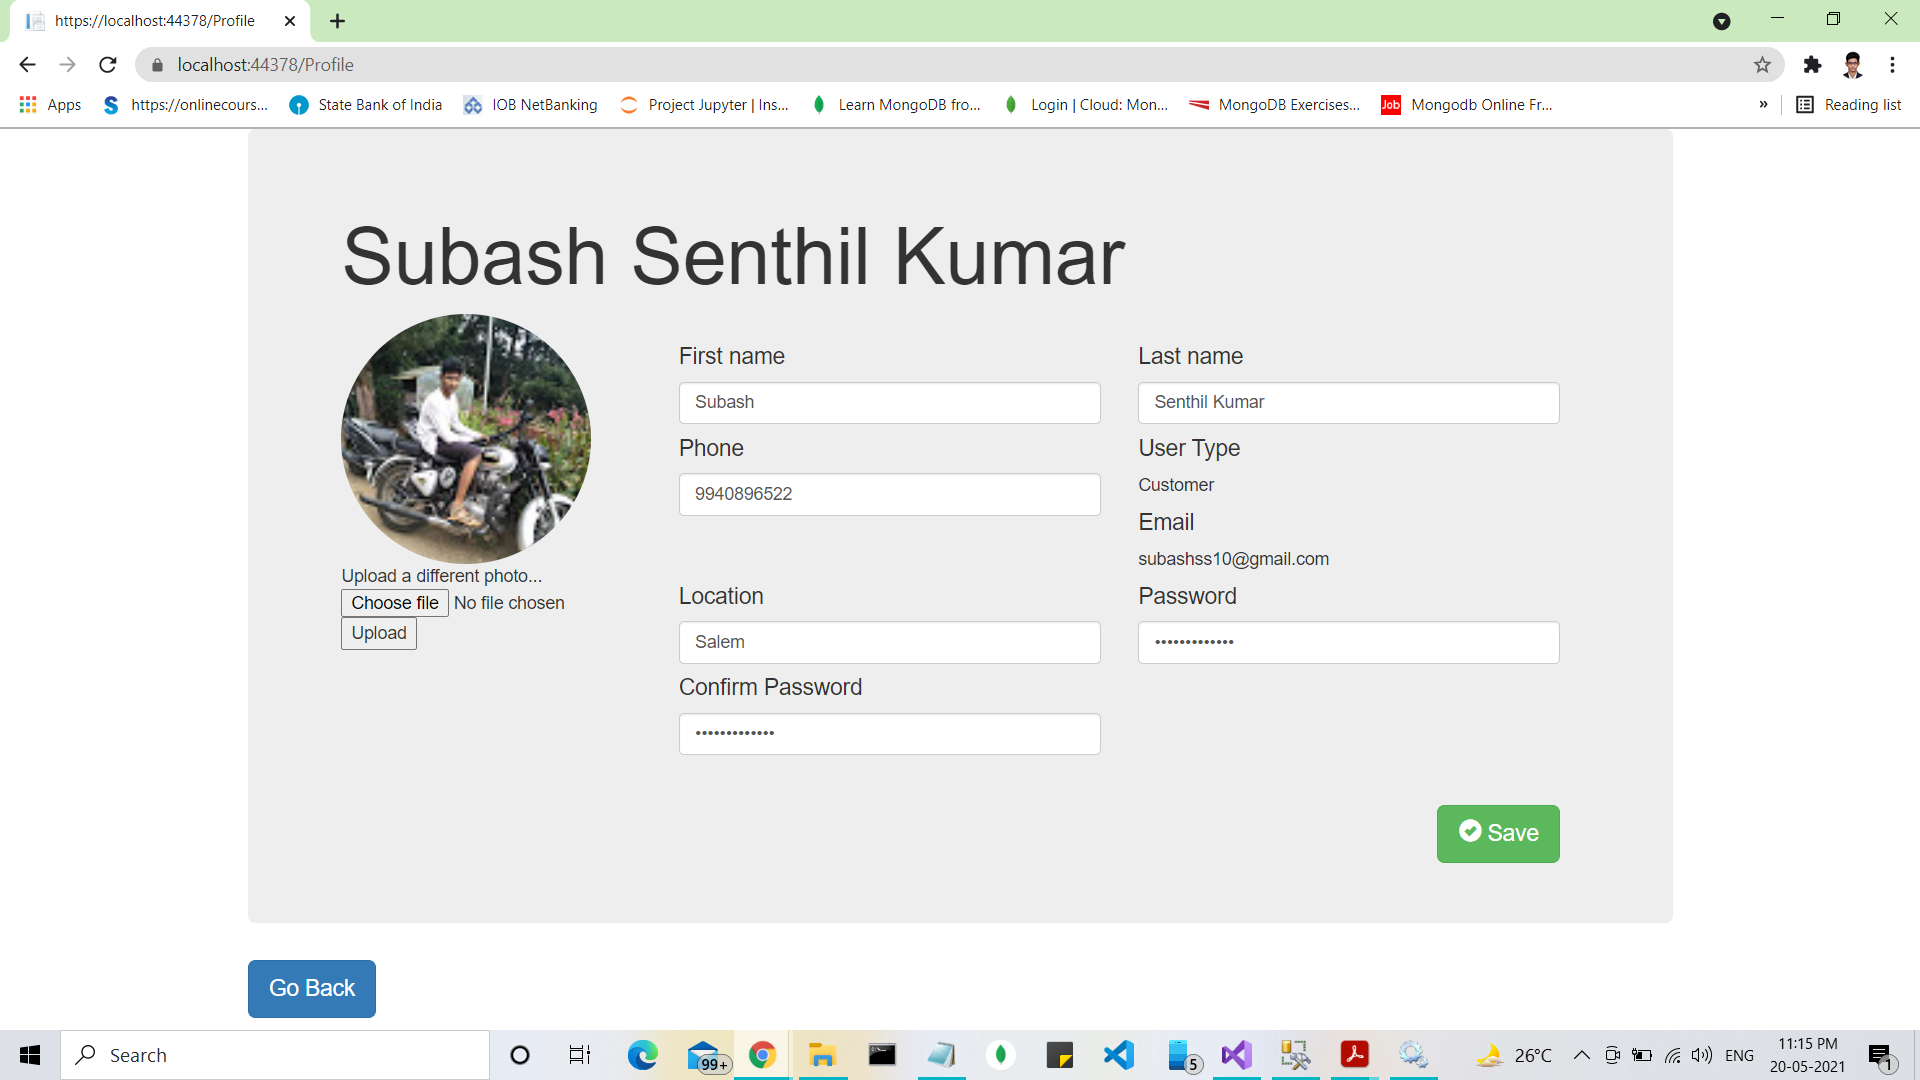 https://localhost:44378/Profile
localhost:44378/Profile
Apps
https://onlinecours...
State Bank of India
IOB NetBanking
Project Jupyter | Ins...
Learn MongoDB fro...
Login | Cloud: Mon...
MongoDB Exercises...
Job
Mongodb Online Fr...
»
Reading list
Subash Senthil Kumar
First name
Last name
Subash
Senthil Kumar
Phone
User Type
9940896522
Customer
Email
subashss10@gmail.com
Upload a different photo...
Choose file No file chosen
Upload
Location
Password
Salem
•••••••••••••
Confirm Password
•••••••••••••
Save
Go Back
Search
99+
5
26°C
ENG
11:15 PM
20-05-2021
1